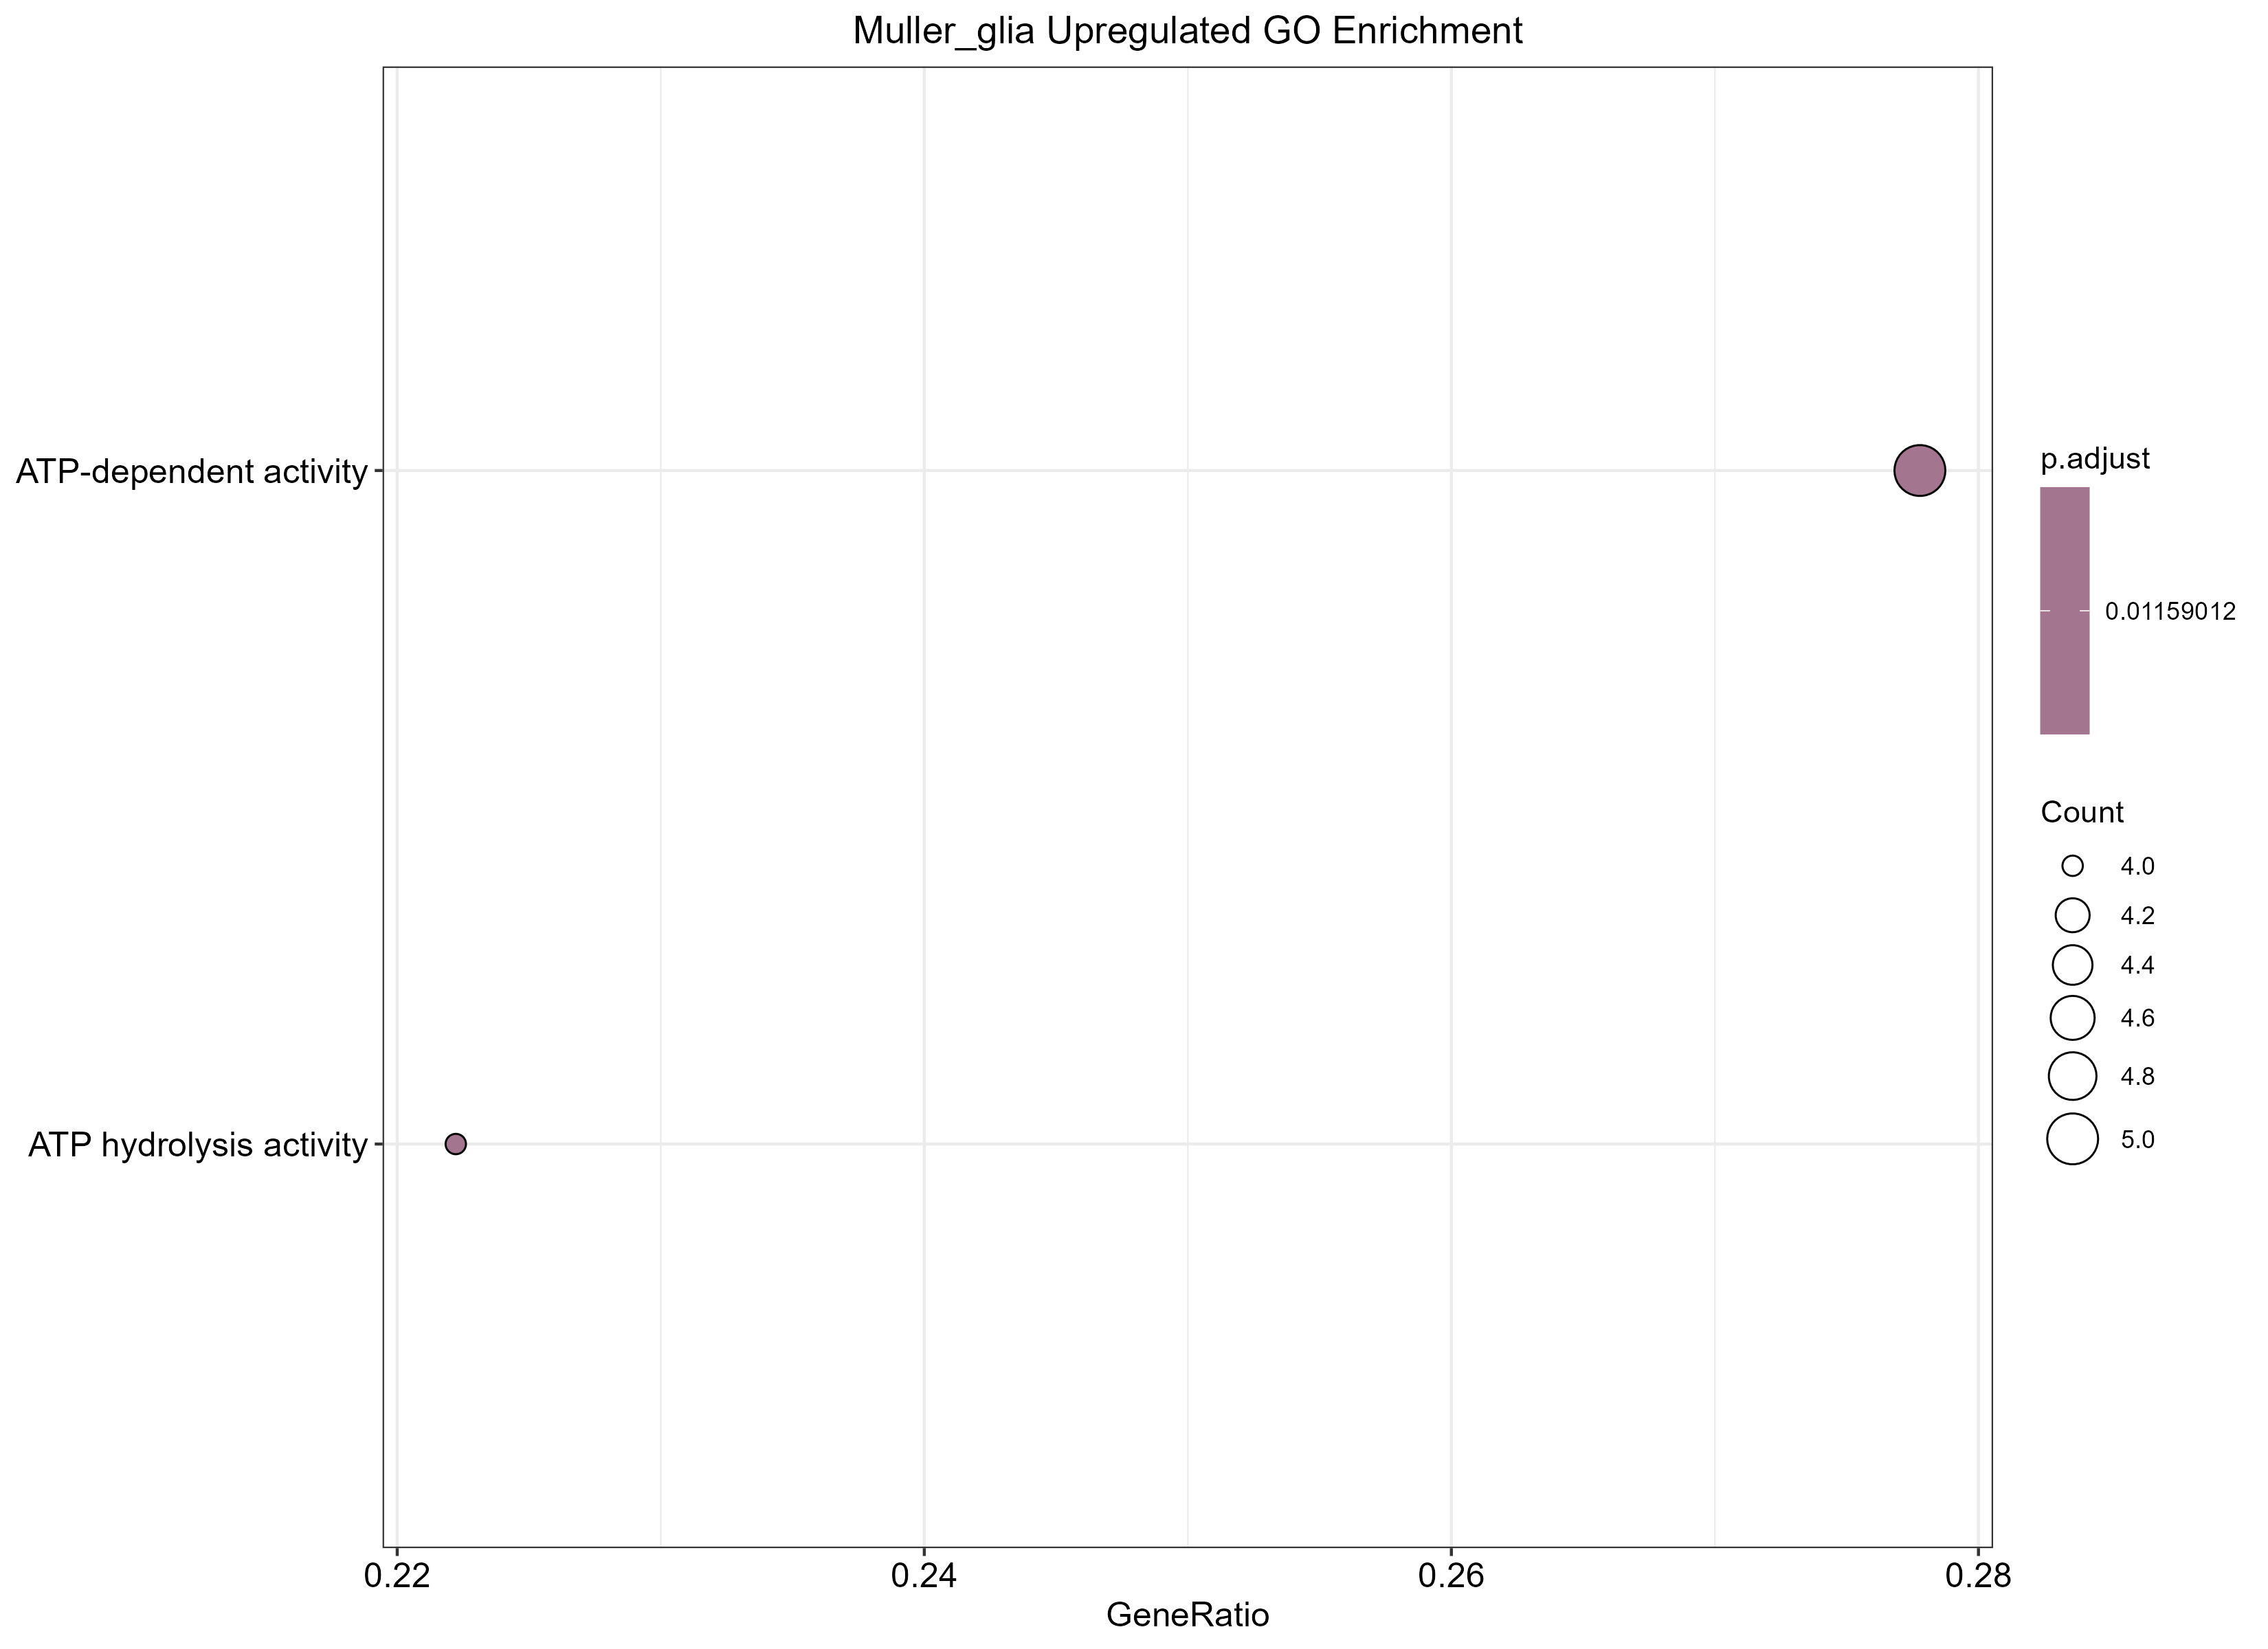 Muller_glia Upregulated GO Enrichment
ATP-dependent activity
ATP hydrolysis activity
0.22
0.24
0.26
0.28
GeneRatio
p.adjust
0.01159012
Count
4.0
4.2
4.4
4.6
4.8
5.0